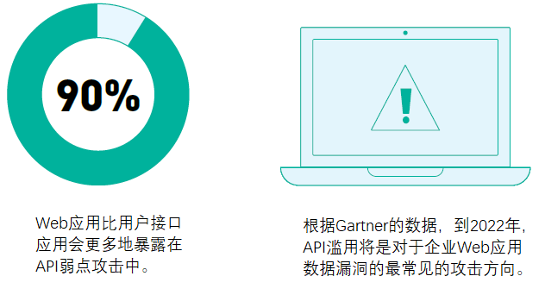 90%
Web应用比用户接口
应用会更多地暴露在
API弱点攻击中。
根据Gartner的数据，到2022年，
API滥用将是对于企业Web应用
数据漏洞的最常见的攻击方向。